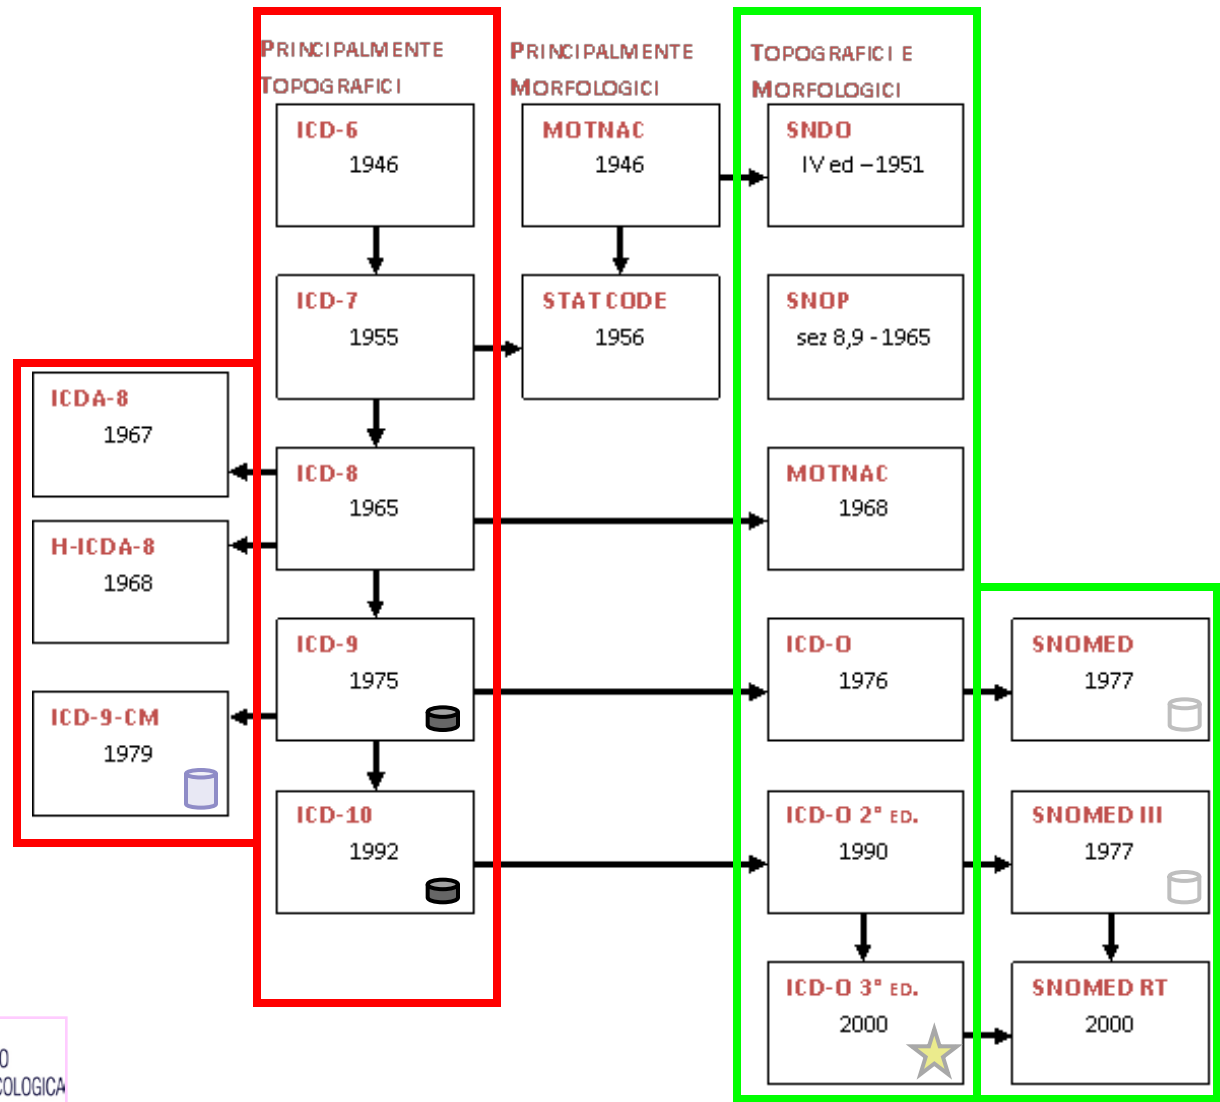 PRINCIPALMENTE
TOPOGRAFICI
PRINCIPALMENTE
MORFOLOGICI
TOPOGRAFICI E
MORFOLOGICI
ICD-6
1946
MOTNAC
1946
SNDO
IV ed –1951
ICD-7
1955
STAT CODE
1956
SNOP
sez 8,9 - 1965
ICDA-8
1967
ICD-8
1965
MOTNAC
1968
H-ICDA-8
1968
ICD-9
1975
ICD-O
1976
SNOMED
1977
ICD-9-CM
1979
ICD-10
1992
ICD-O 2° ED.
1990
SNOMED III
1977
ICD-O 3° ED.
2000
SNOMED RT
2000